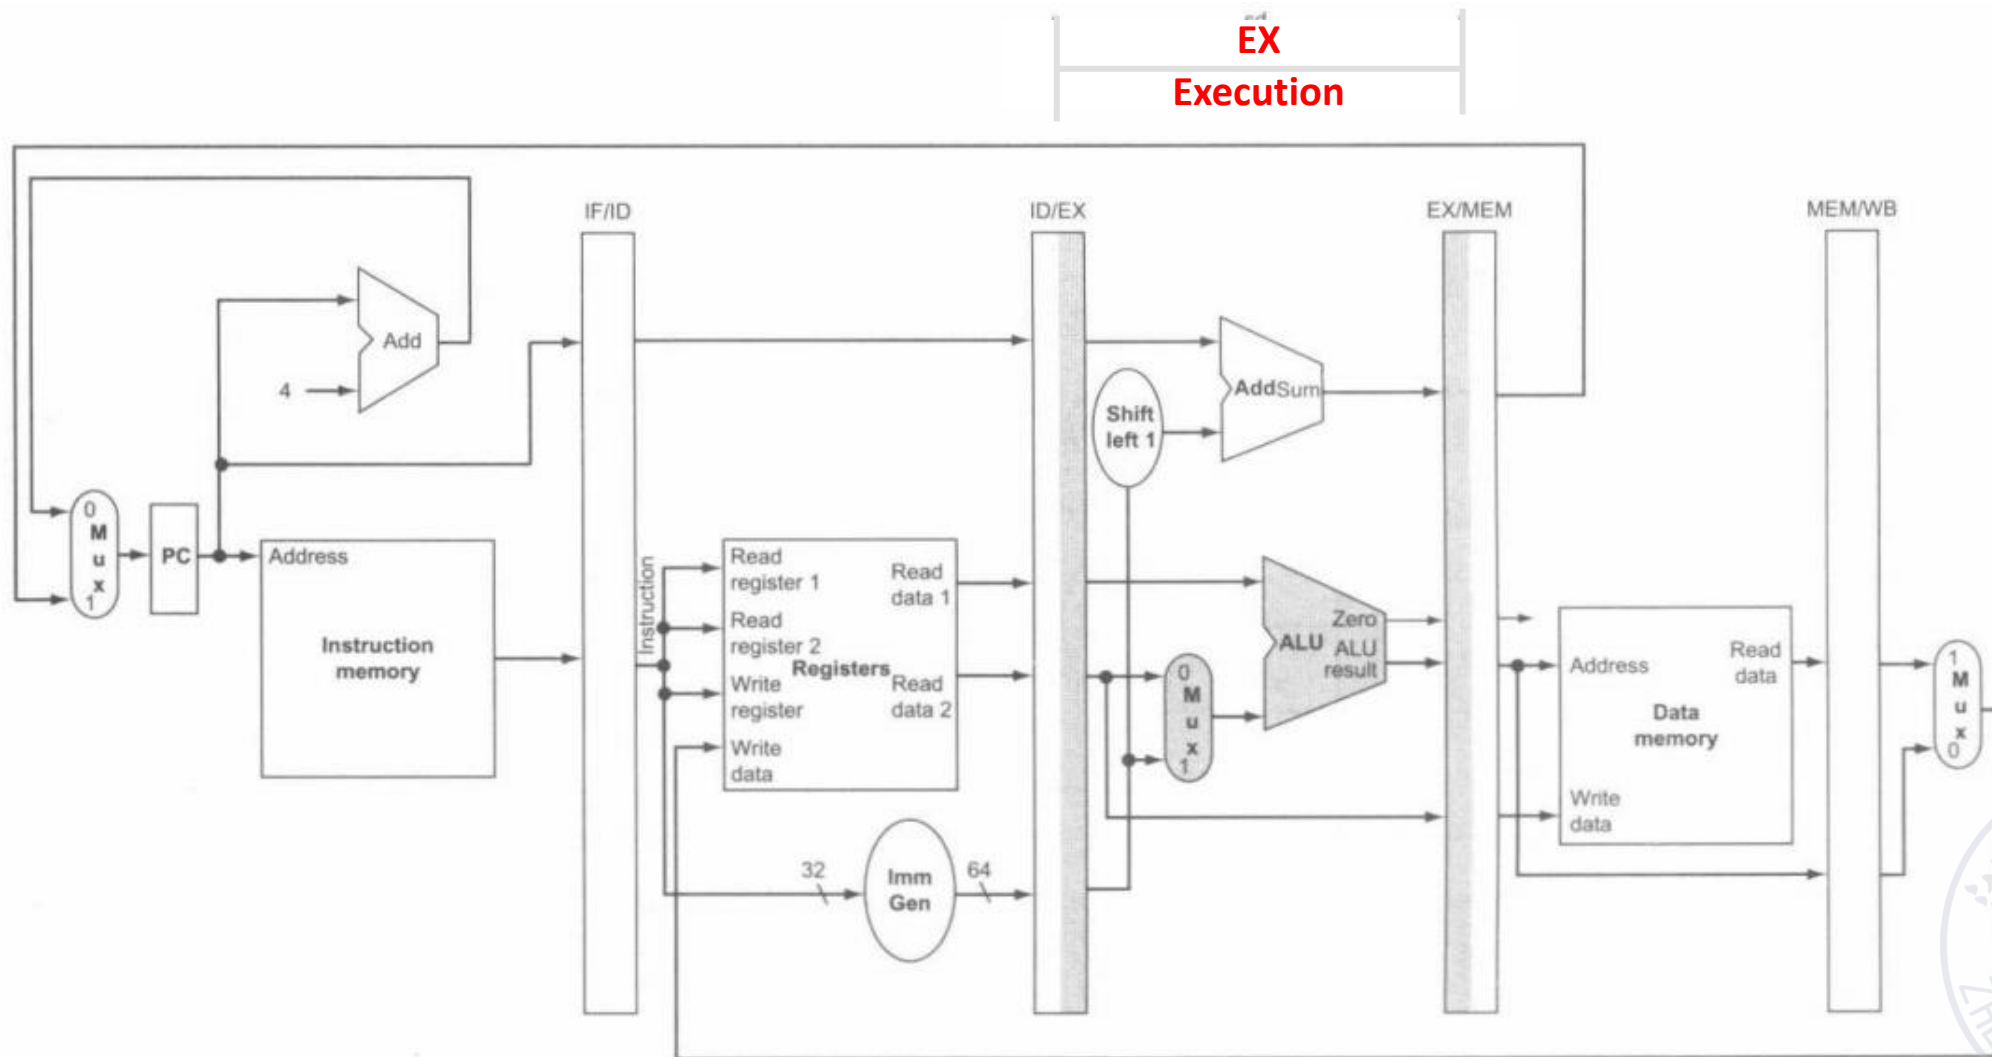 EX
Execution
IF/ID
ID/EX
EX/MEM
MEM/WB
Add
4
Shift
left 1
AddSum
0
M
u
x
1
PC
Address
Instruction
memory
Instruction
Read
register 1
Read
register 2
Write
register
Write
data
Registers
Read
data 1
Read
data 2
32
Imm
Gen
64
0
M
u
x
1
ALU
Zero
ALU
result
Address
Read
data
Data
memory
Write
data
1
M
u
x
0